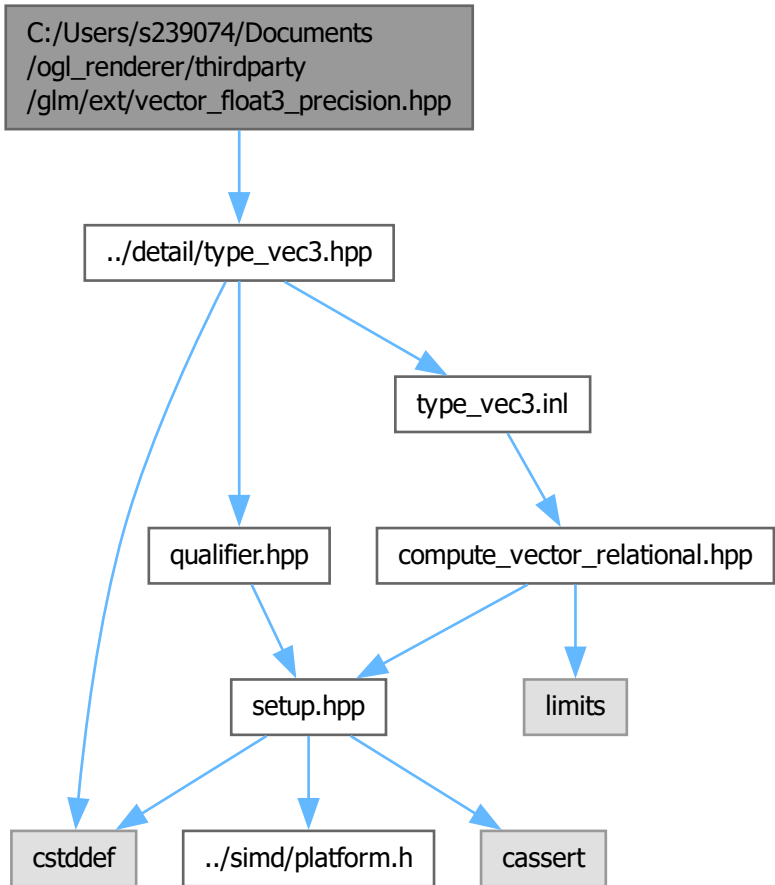 C:/Users/s239074/Documents
/ogl_renderer/thirdparty
/glm/ext/vector_float3_precision.hpp
../detail/type_vec3.hpp
type_vec3.inl
qualifier.hpp
compute_vector_relational.hpp
setup.hpp
limits
cstddef
../simd/platform.h
cassert